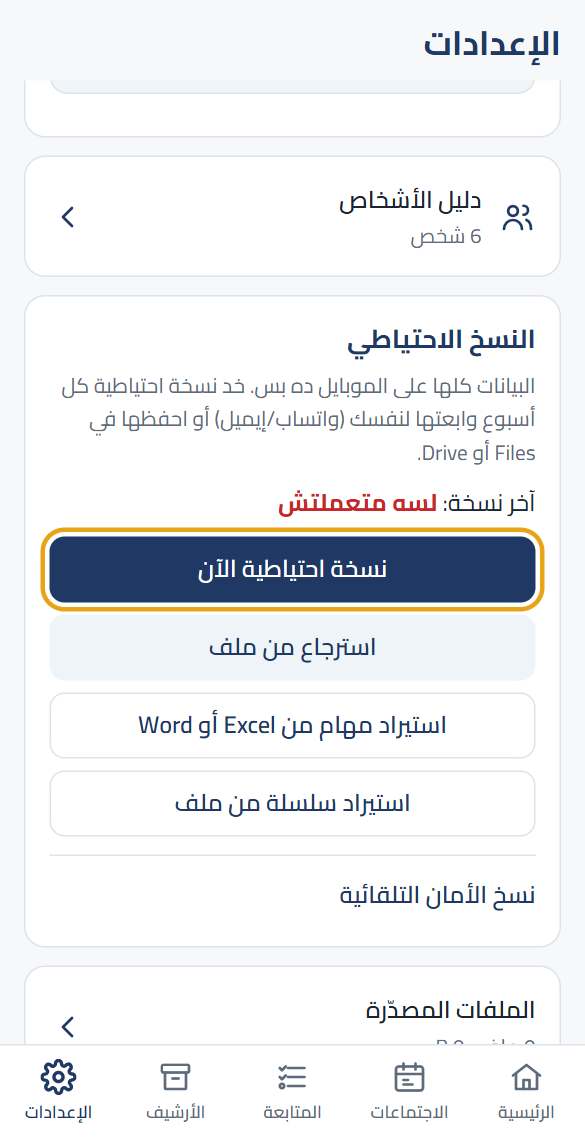 الإعدادات
دليل الأشخاص
6 شخص
النسخ الاحتياطي
البيانات كلها على الموبايل ده بس. خد نسخة احتياطية كل
أسبوع وابعتها لنفسك (واتساب/إيميل) أو احفظها في
Files أو Drive.
آخر نسخة: لسه متعملتش
نسخة احتياطية الآن
استرجاع من ملف
استيراد مهام من Excel أو Word
استيراد سلسلة من ملف
نسخ الأمان التلقائية
الملفات المصدّرة
الرئيسية
الاجتماعات
المتابعة
الأرشيف
الإعدادات